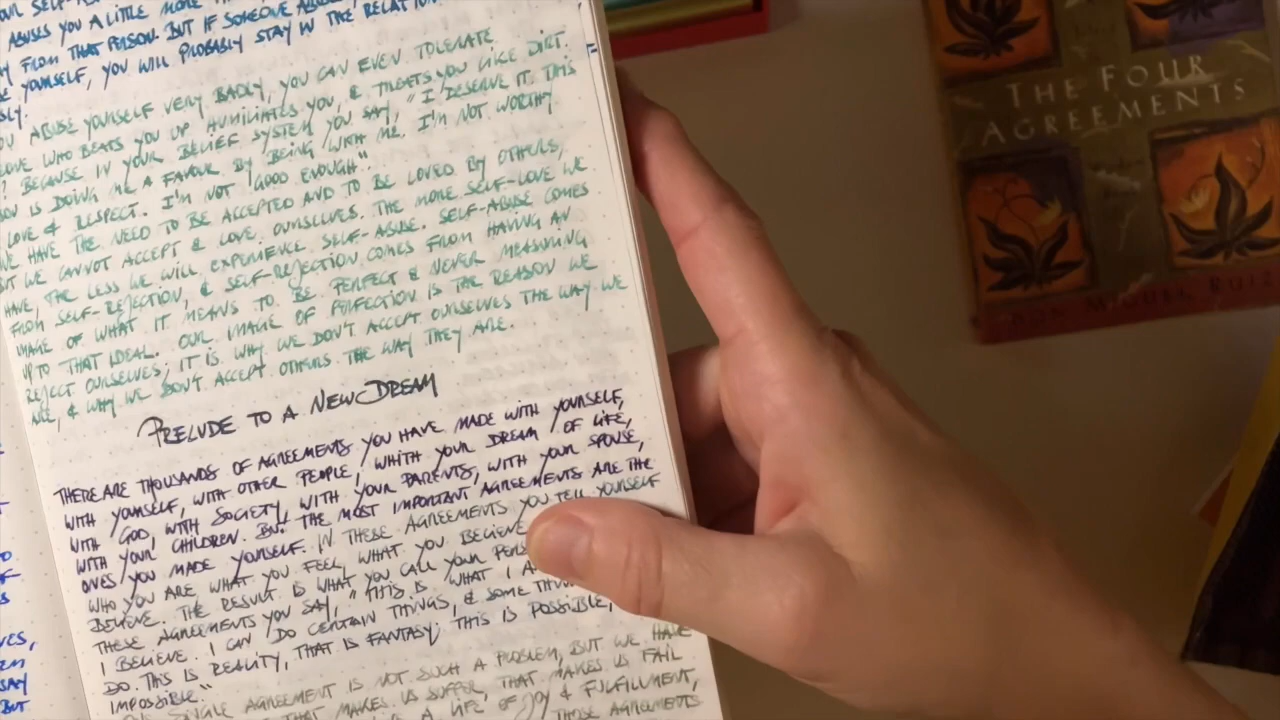 ABUSES YOU A LITTLE MORE
FROM THAT PERSON. BUT IF SOMEONE
YOURSELF, YOU WILL PROBABLY STAY IN THE
ABUSE YOURSELF VERY BADLY, YOU CAN EVEN TOLERATE
WHO BEATS YOU UP HUMILIATES YOU, & TREATS YOU LIKE DIRT.
BECAUSE IN YOUR BELIEF SYSTEM YOU SAY, "I DESERVE IT. THIS
IS DOING ME A FAVOUR BY BEING WITH ME. I'M NOT WORTHY
LOVE & RESPECT. I'M NOT GOOD ENOUGH."
WE HAVE THE NEED TO BE ACCEPTED AND TO BE LOVED BY OTHERS,
BUT WE CANNOT ACCEPT & LOVE OURSELVES. THE MORE SELF-LOVE WE
HAVE, THE LESS WE WILL EXPERIENCE SELF-ABUSE. SELF-ABUSE COMES
FROM SELF-REJECTION, & SELF-REJECTION COMES FROM HAVING AN
IMAGE OF WHAT IT MEANS TO BE PERFECT & NEVER MEASURING
UP TO THAT IDEAL. OUR IMAGE OF PERFECTION IS THE REASON WE
REJECT OURSELVES; IT IS WHY WE DON'T ACCEPT OURSELVES THE WAY WE
ARE, & WHY WE DON'T ACCEPT OTHERS THE WAY THEY ARE.
PRELUDE TO A NEW DREAM
THERE ARE THOUSANDS OF AGREEMENTS YOU HAVE MADE WITH YOURSELF,
WITH YOURSELF, WITH OTHER PEOPLE, WHITH YOUR DREAM OF LIFE,
WITH GOD, WITH SOCIETY, WITH YOUR PARENTS, WITH YOUR SPOUSE,
WITH YOUR CHILDREN. BUT THE MOST IMPORTANT AGREEMENTS ARE THE
ONES YOU MADE YOURSELF. IN THESE AGREEMENTS YOU TELL YOURSELF
WHO YOU ARE, WHAT YOU FEEL, WHAT YOU BELIEVE
BELIEVE. THE RESULT IS WHAT YOU CALL YOUR
THESE AGREEMENTS YOU SAY, "THIS IS WHAT I
I BELIEVE. I CAN DO CERTAIN THINGS, & SOME
DO. THIS IS REALITY, THAT IS FANTASY; THIS IS POSSIBLE,
IMPOSSIBLE."
SINGLE AGREEMENT IS NOT SUCH A PROBLEM, BUT WE HAVE
THAT MAKES US SUFFER, THAT MAKES US FAIL
A LIFE OF JOY & FULFILLMENT,
THOSE AGREEMENTS
SAY
BUT
THE FOUR
AGREEMENTS
DON MIGUEL RUIZ